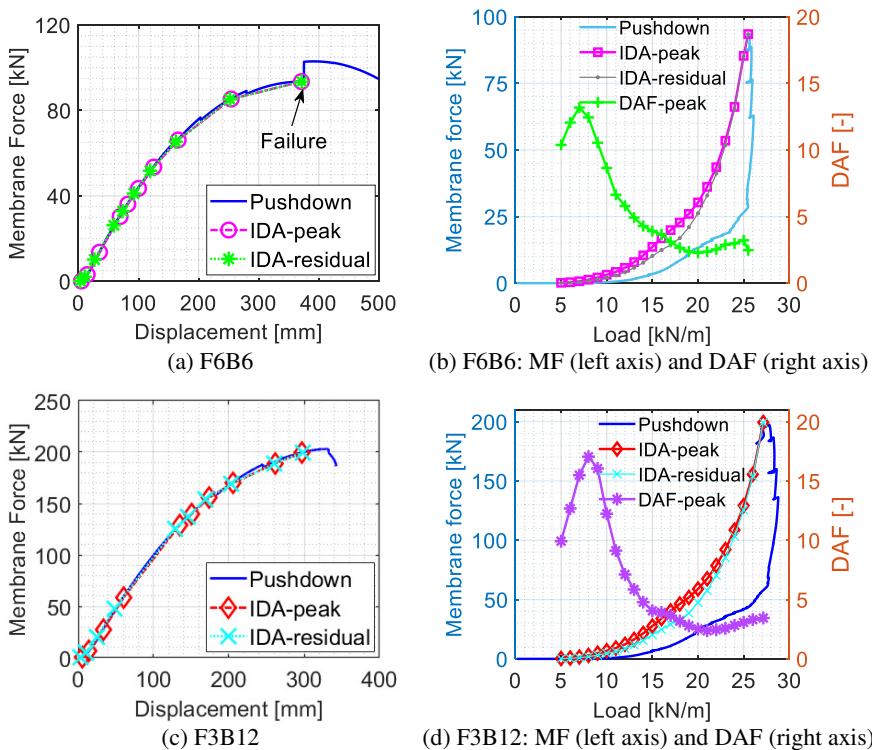 120
100
80
60
40
20
0
Membrane Force [kN]
Failure
Pushdown
IDA-peak
IDA-residual
0 100 200 300 400 500
Displacement [mm]
(a) F6B6
100
75
50
25
0
Membrane force [kN]
Pushdown
IDA-peak
IDA-residual
DAF-peak
20
15
10
5
0
DAF [-]
0 5 10 15 20 25 30
Load [kN/m]
(b) F6B6: MF (left axis) and DAF (right axis)
250
200
150
100
50
0
Membrane Force [kN]
Pushdown
IDA-peak
IDA-residual
0 100 200 300 400
Displacement [mm]
(c) F3B12
200
150
100
50
0
Membrane force [kN]
Pushdown
IDA-peak
IDA-residual
DAF-peak
20
15
10
5
0
DAF [-]
0 5 10 15 20 25 30
Load [kN/m]
(d) F3B12: MF (left axis) and DAF (right axis)